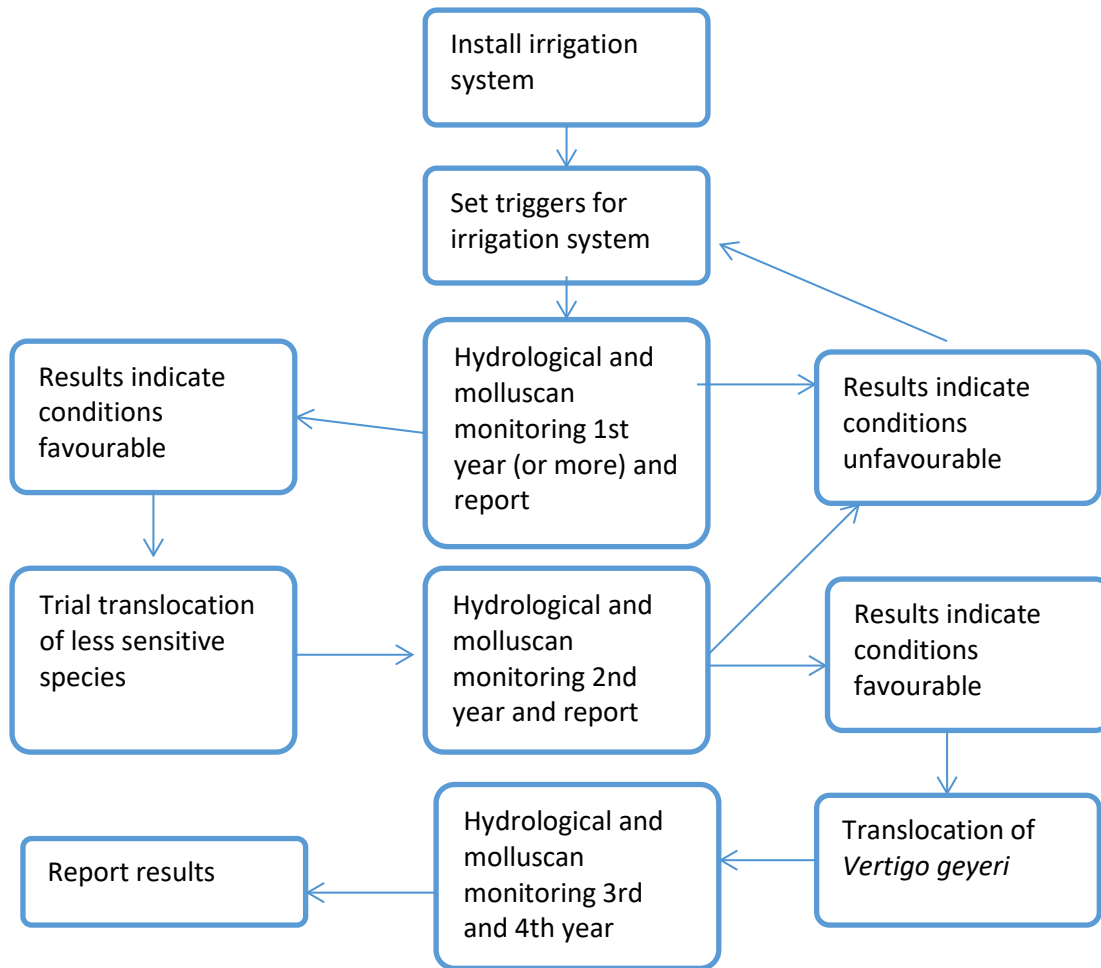 Install irrigation
system
Set triggers for
irrigation system
Hydrological and
molluscan
monitoring 1st
year (or more) and
report
Results indicate
conditions
favourable
Results indicate
conditions
unfavourable
Trial translocation
of less sensitive
species
Hydrological and
molluscan
monitoring 2nd
year and report
Results indicate
conditions
favourable
Translocation of
Vertigo geyeri
Hydrological and
molluscan
monitoring 3rd
and 4th year
Report results